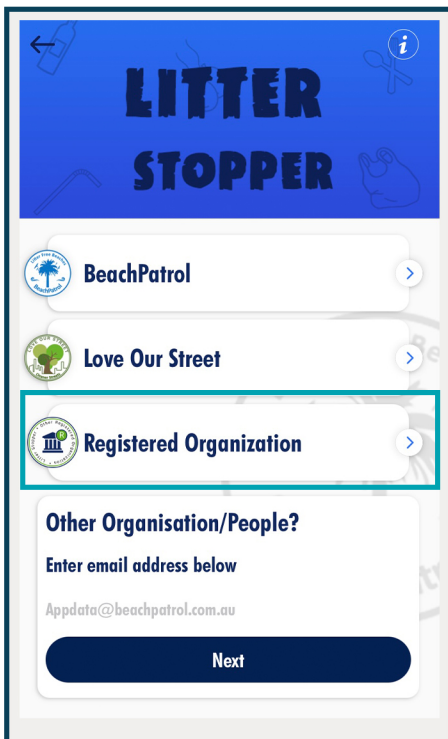 i
LITTER
STOPPER
BeachPatrol
Love Our Street
Registered Organization
Other Organisation/People?
Enter email address below
Appdata@beachpatrol.com.au
Next